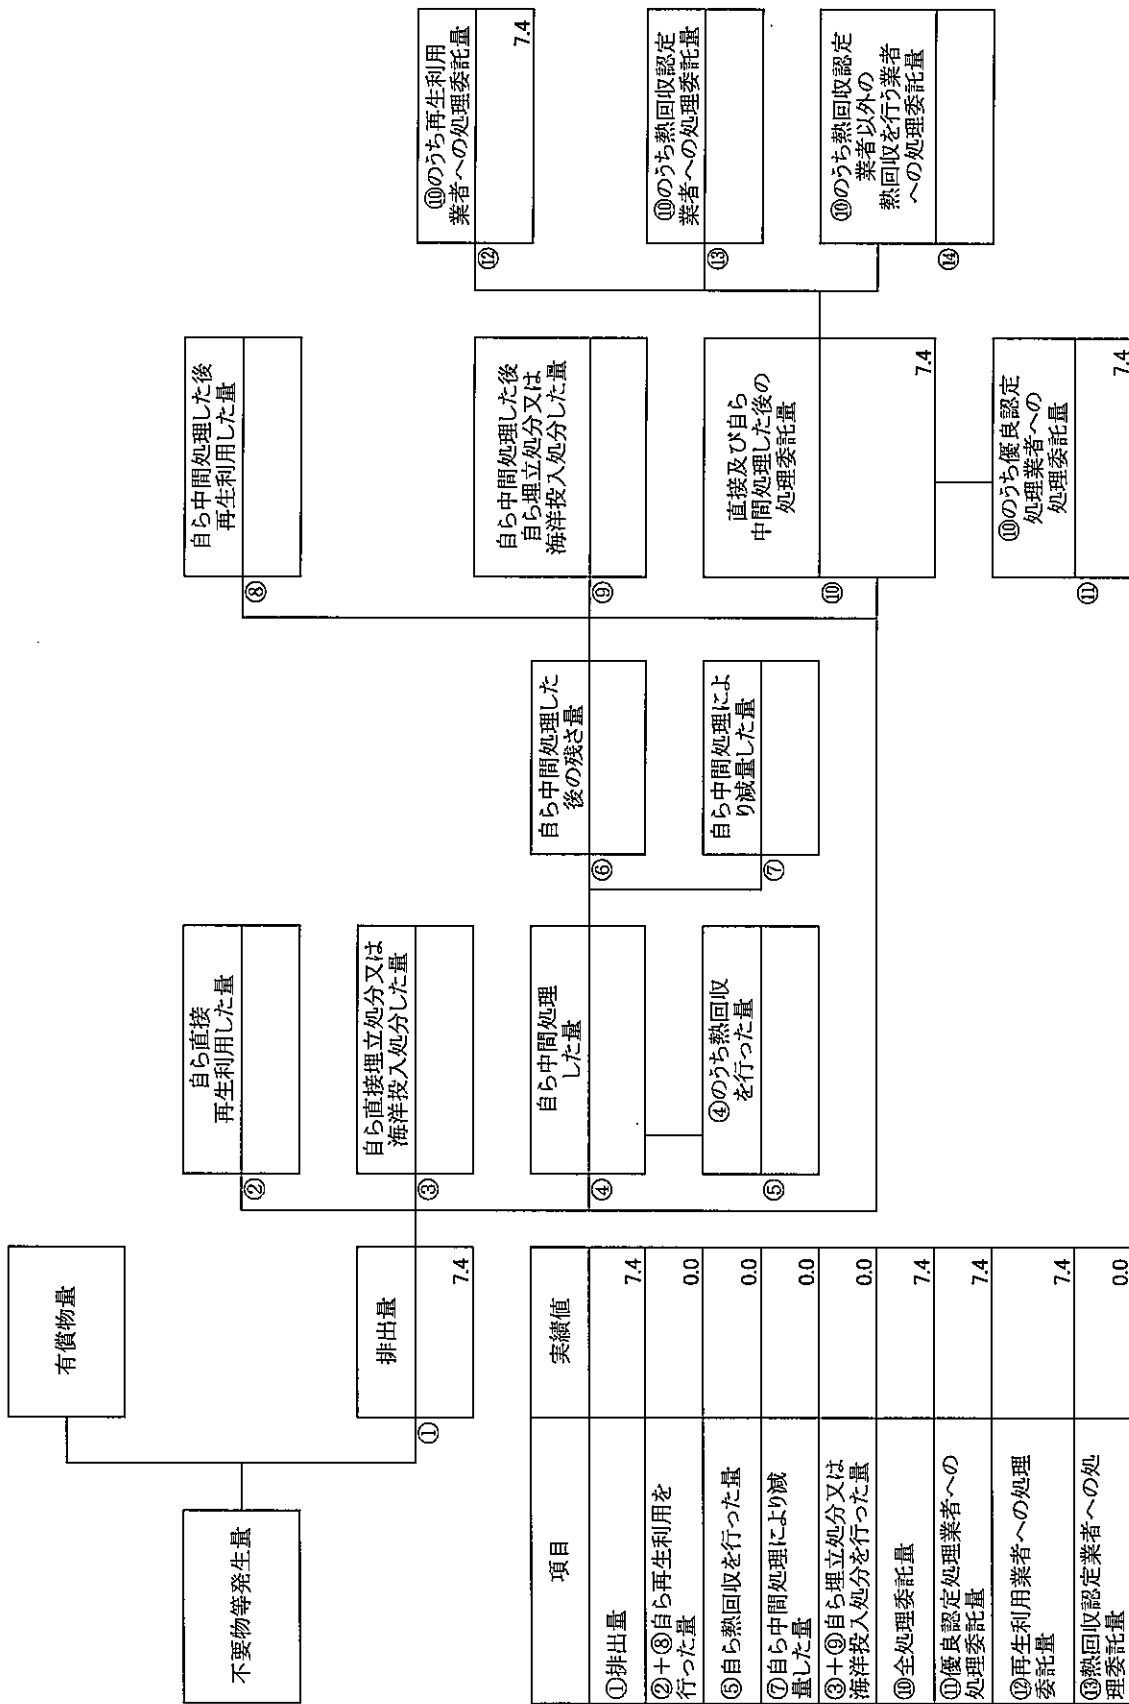 不要物等発生量
有償物量
①
排出量
7.4
②
自ら直接
再生利用した量
③
自ら直接埋立処分又は
海洋投入処分した量
④
自ら中間処理
した量
⑤
④のうち熱回収
を行った量
⑥
自ら中間処理した
後の残さ量
⑦
自ら中間処理によ
り減量した量
⑧
自ら中間処理した後
再生利用した量
⑨
自ら中間処理した後
自ら埋立処分又は
海洋投入処分した量
⑩
直接及び自ら
中間処理した後の
処理委託量
7.4
⑪
⑩のうち優良認定
処理業者への
処理委託量
7.4
⑫
⑩のうち再生利用
業者への処理委託量
7.4
⑬
⑩のうち熱回収認定
業者への処理委託量
⑭
⑩のうち熱回収認定
業者以外の
熱回収を行う業者
への処理委託量
項目
実績値
①排出量
7.4
②+⑧自ら再生利用を
行った量
0.0
⑤自ら熱回収を行った量
0.0
⑦自ら中間処理により減
量した量
0.0
③+⑨自ら埋立処分又は
海洋投入処分を行った量
0.0
⑩全処理委託量
7.4
⑪優良認定処理業者への
処理委託量
7.4
⑫再生利用業者への処理
委託量
7.4
⑬熱回収認定業者への処
理委託量
0.0